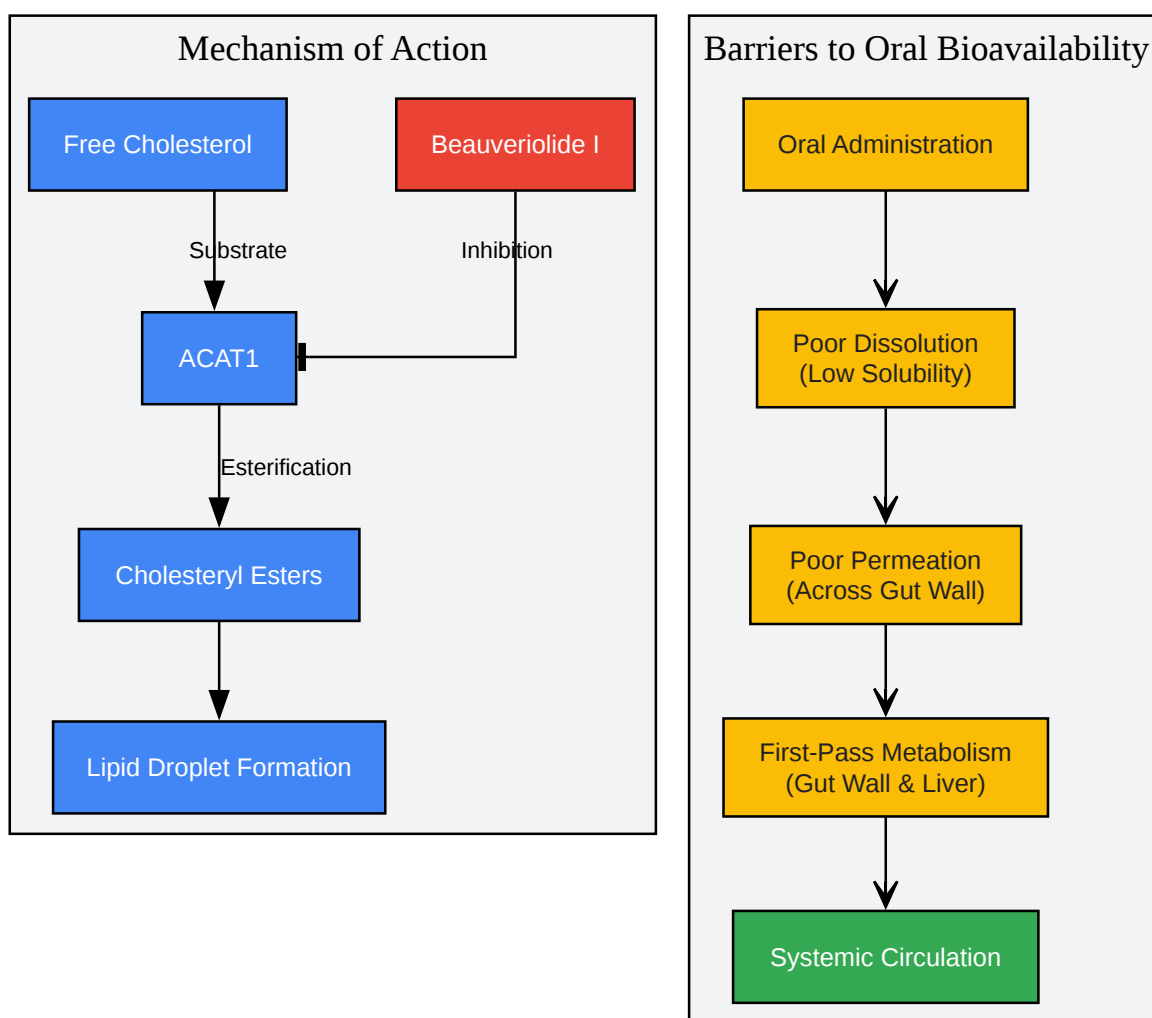 Mechanism of Action
Free Cholesterol
Beauveriolide I
Substrate
Inhibition
ACAT1
Esterification
Cholesteryl Esters
Lipid Droplet Formation
Barriers to Oral Bioavailability
Oral Administration
Poor Dissolution
(Low Solubility)
Poor Permeation
(Across Gut Wall)
First-Pass Metabolism
(Gut Wall & Liver)
Systemic Circulation